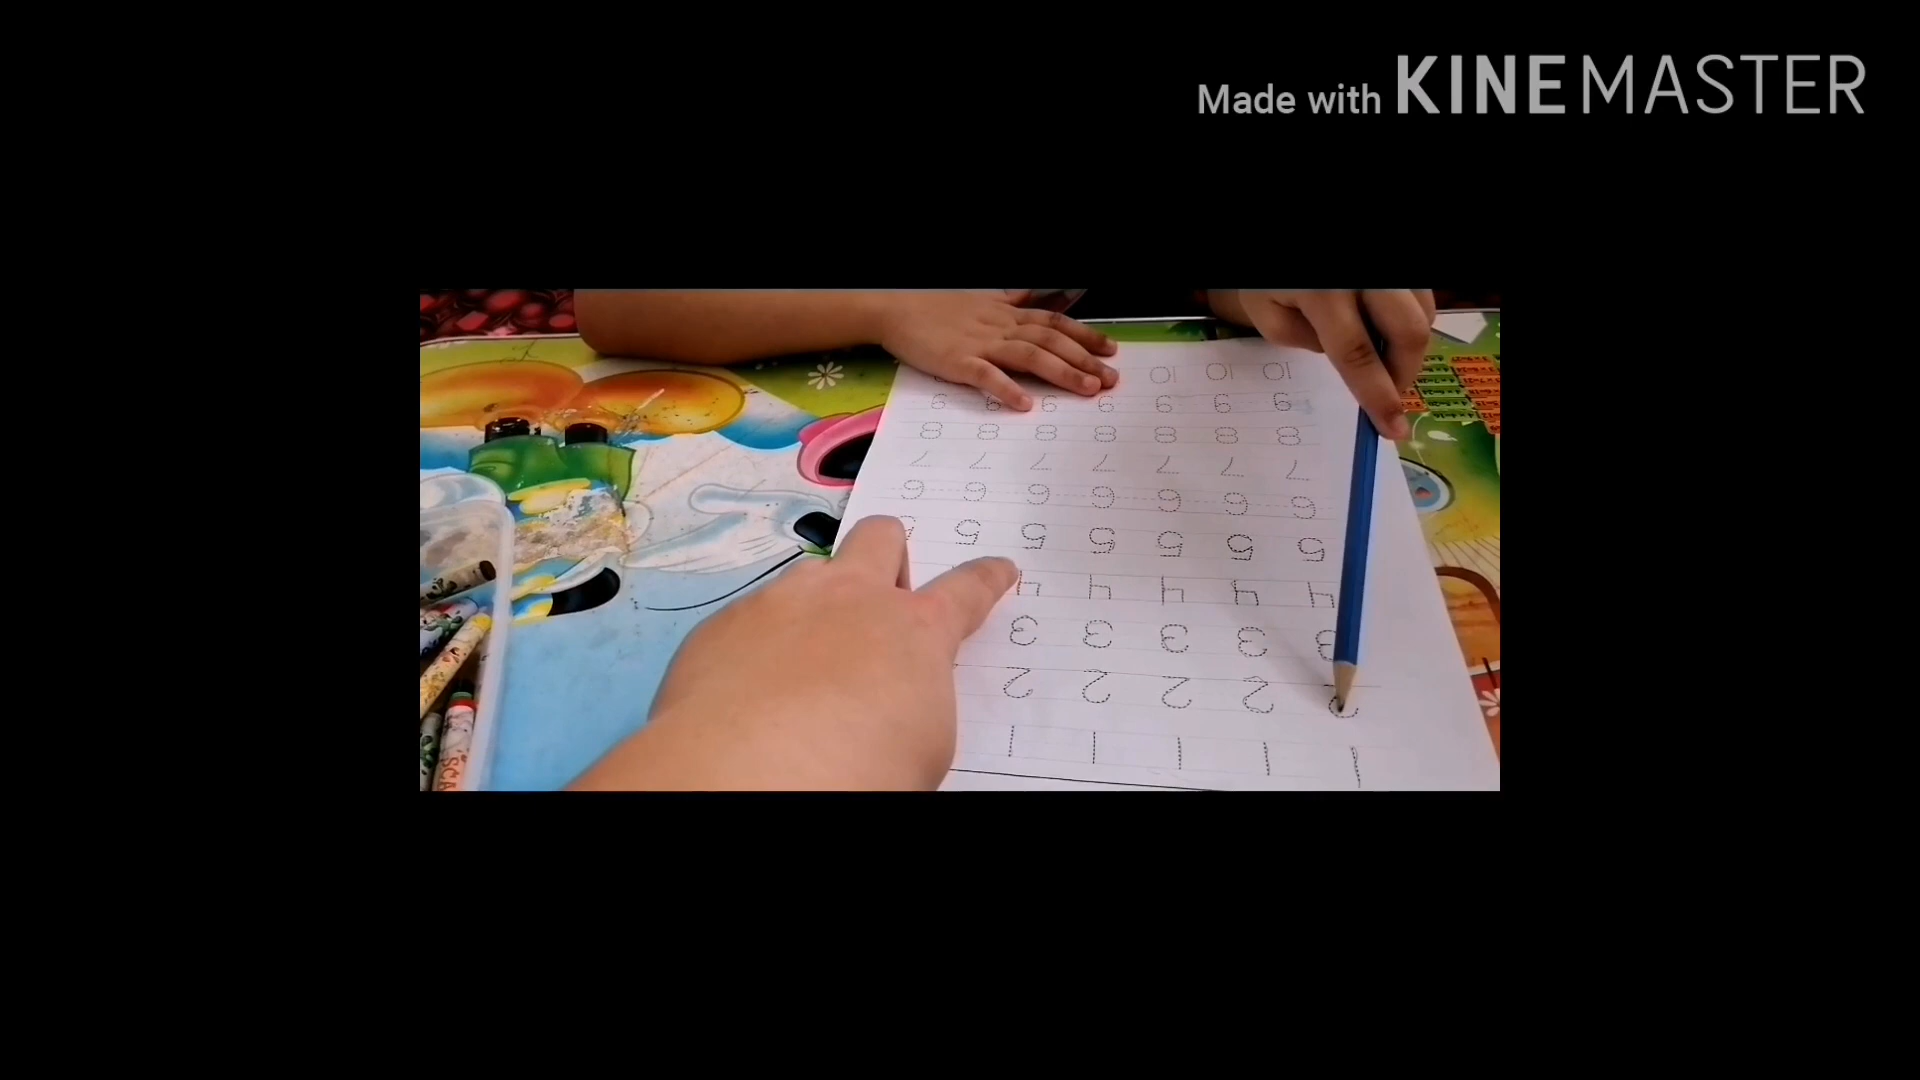 Made with KINEMASTER
1 1 1 1 1
2 2 2 2 2
3 3 3 3 3
4 4 4 4 4
5 5 5 5 5 5
6 6 6 6 6 6 6
7 7 7 7 7 7 7
8 8 8 8 8 8 8
9 9 9 9 9 9 9
10 10 10
SCA